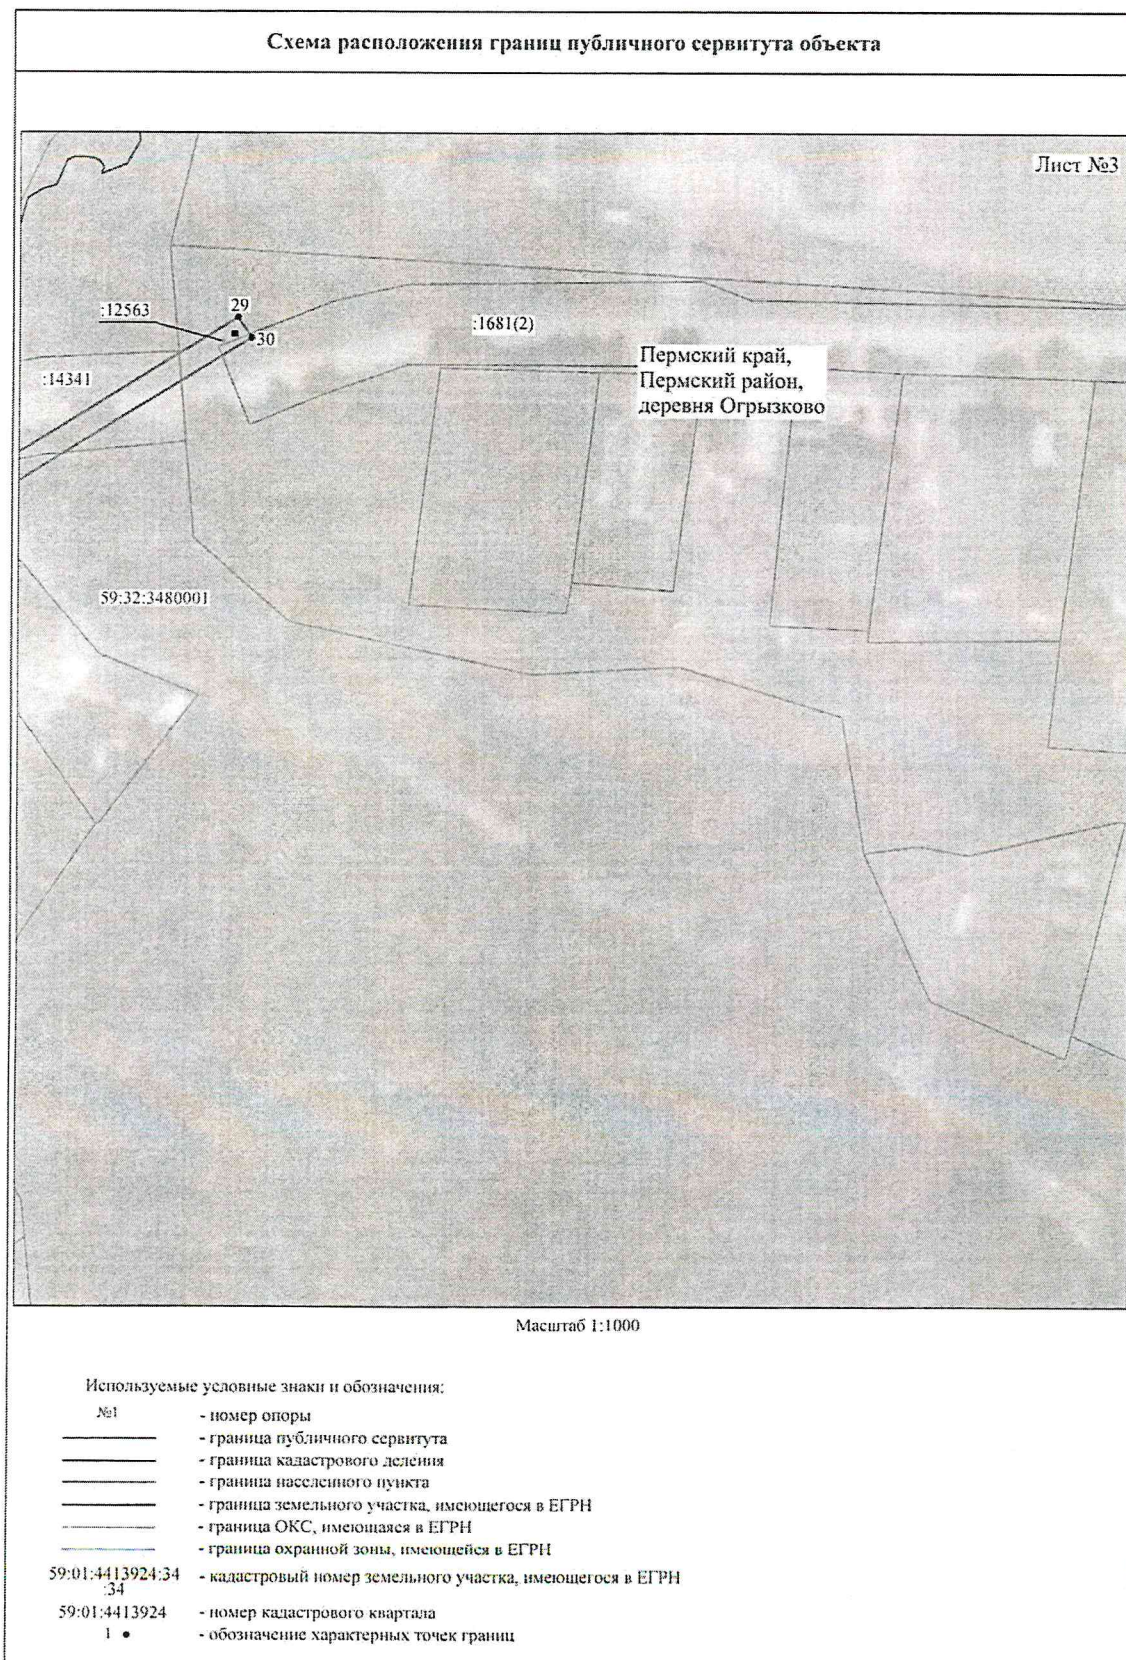 Схема расположения границ публичного сервитута объекта
Лист №3
:12563
29
30
:1681(2)
:14341
Пермский край,
Пермский район,
деревня Огрызково
59:32:3480001
Масштаб 1:1000
Используемые условные знаки и обозначения:
№1 - номер опоры
- граница публичного сервитута
- граница кадастрового деления
- граница населенного пункта
- граница земельного участка, имеющегося в ЕГРН
- граница ОКС, имеющаяся в ЕГРН
- граница охранной зоны, имеющейся в ЕГРН
59:01:4413924:34 - кадастровый номер земельного участка, имеющегося в ЕГРН
:34
59:01:4413924 - номер кадастрового квартала
1 ● - обозначение характерных точек границ